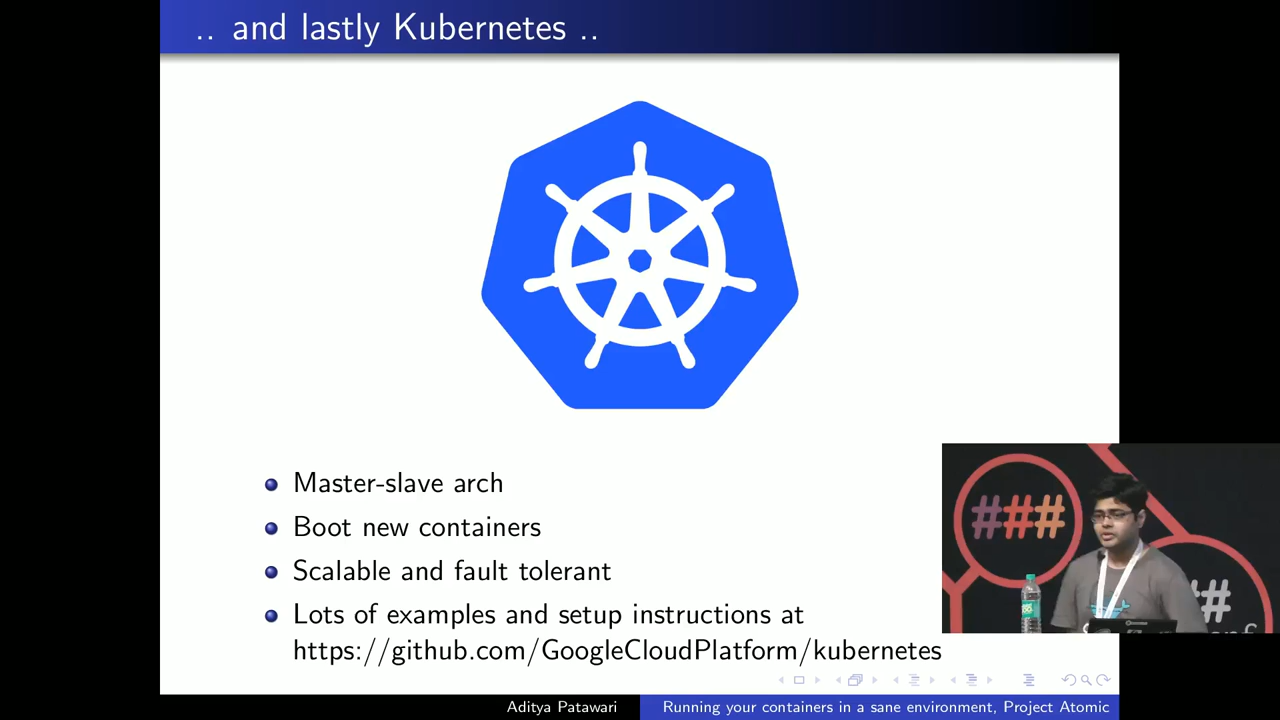 .. and lastly Kubernetes ..
Master-slave arch
Boot new containers
Scalable and fault tolerant
Lots of examples and setup instructions at
https://github.com/GoogleCloudPlatform/kubernetes
###
##
Aditya Patawari
Running your containers in a sane environment, Project Atomic